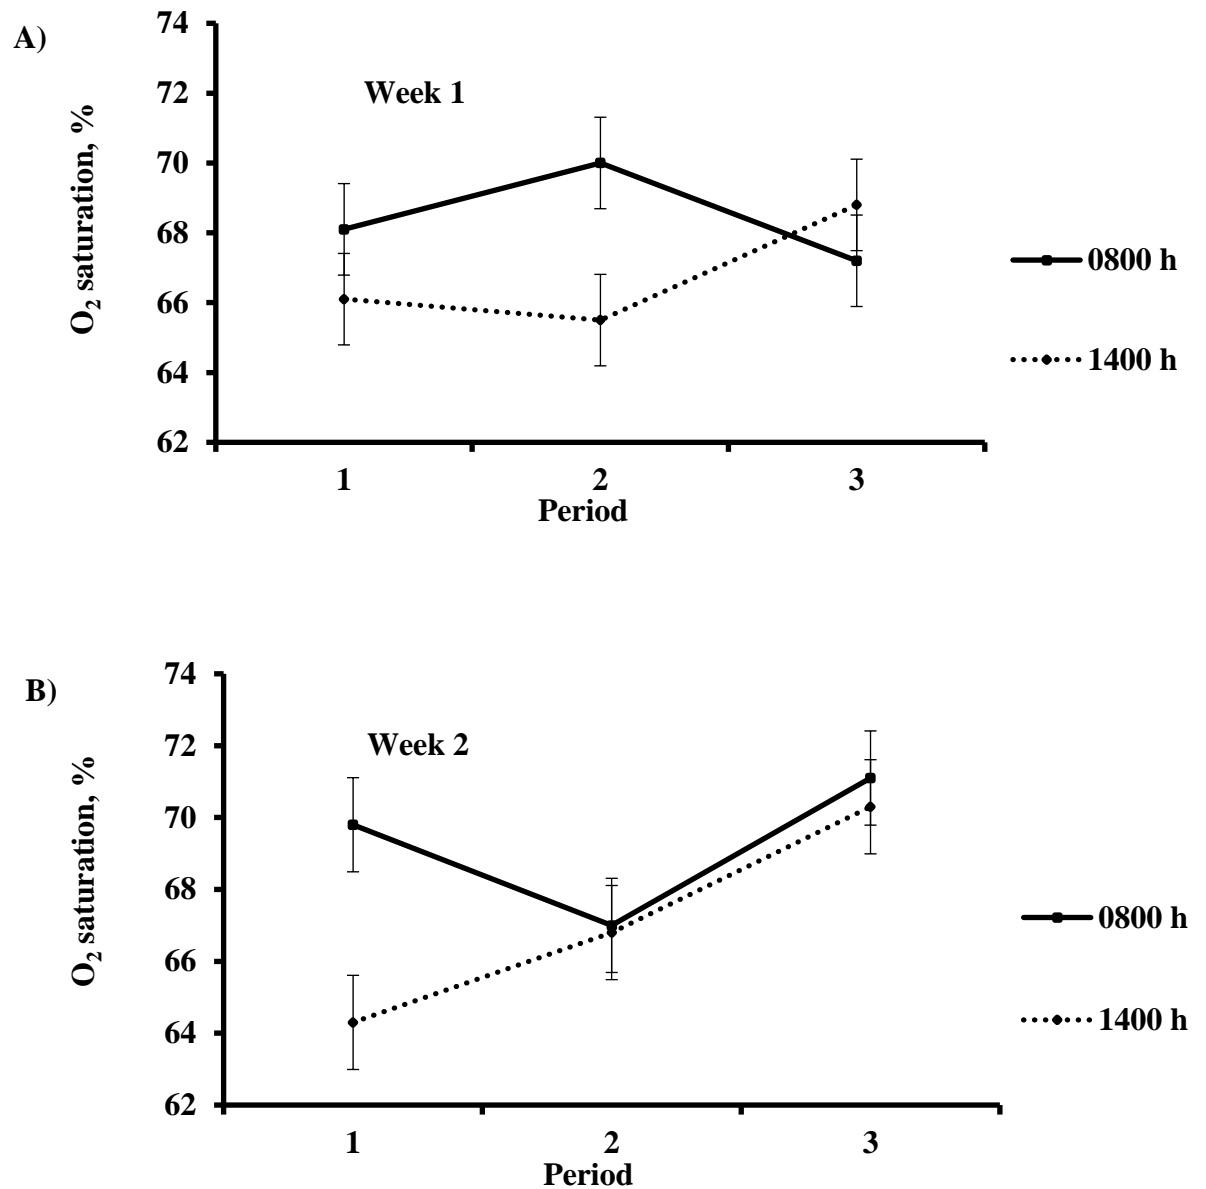 A)
Week 1
O2 saturation, %
74
72
70
68
66
64
62
1 2 3
Period
0800 h
1400 h
B)
Week 2
O2 saturation, %
74
72
70
68
66
64
62
1 2 3
Period
0800 h
1400 h